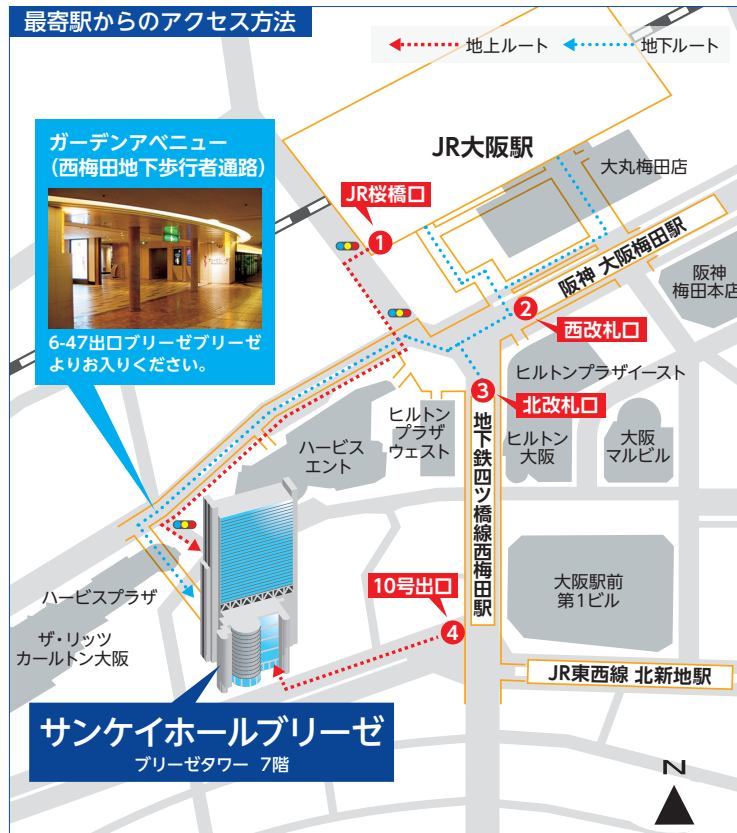 最寄駅からのアクセス方法
地上ルート
地下ルート
ガーデンアベニュー
(西梅田地下歩行者通路)
6-47出口ブリーゼブリーゼ
よりお入りください。
JR大阪駅
大丸梅田店
JR桜橋口
1
阪神 大阪梅田駅
阪神
梅田本店
2
西改札口
ヒルトンプラザイースト
3
北改札口
ヒルトン
プラザ
ウェスト
ハービス
エント
地下鉄四ツ橋線西梅田駅
ヒルトン
大阪
大阪
マルビル
ハービスプラザ
ザ・リッツ
カールトン大阪
10号出口
4
大阪駅前
第1ビル
JR東西線 北新地駅
サンケイホールブリーゼ
ブリーゼタワー 7階
N